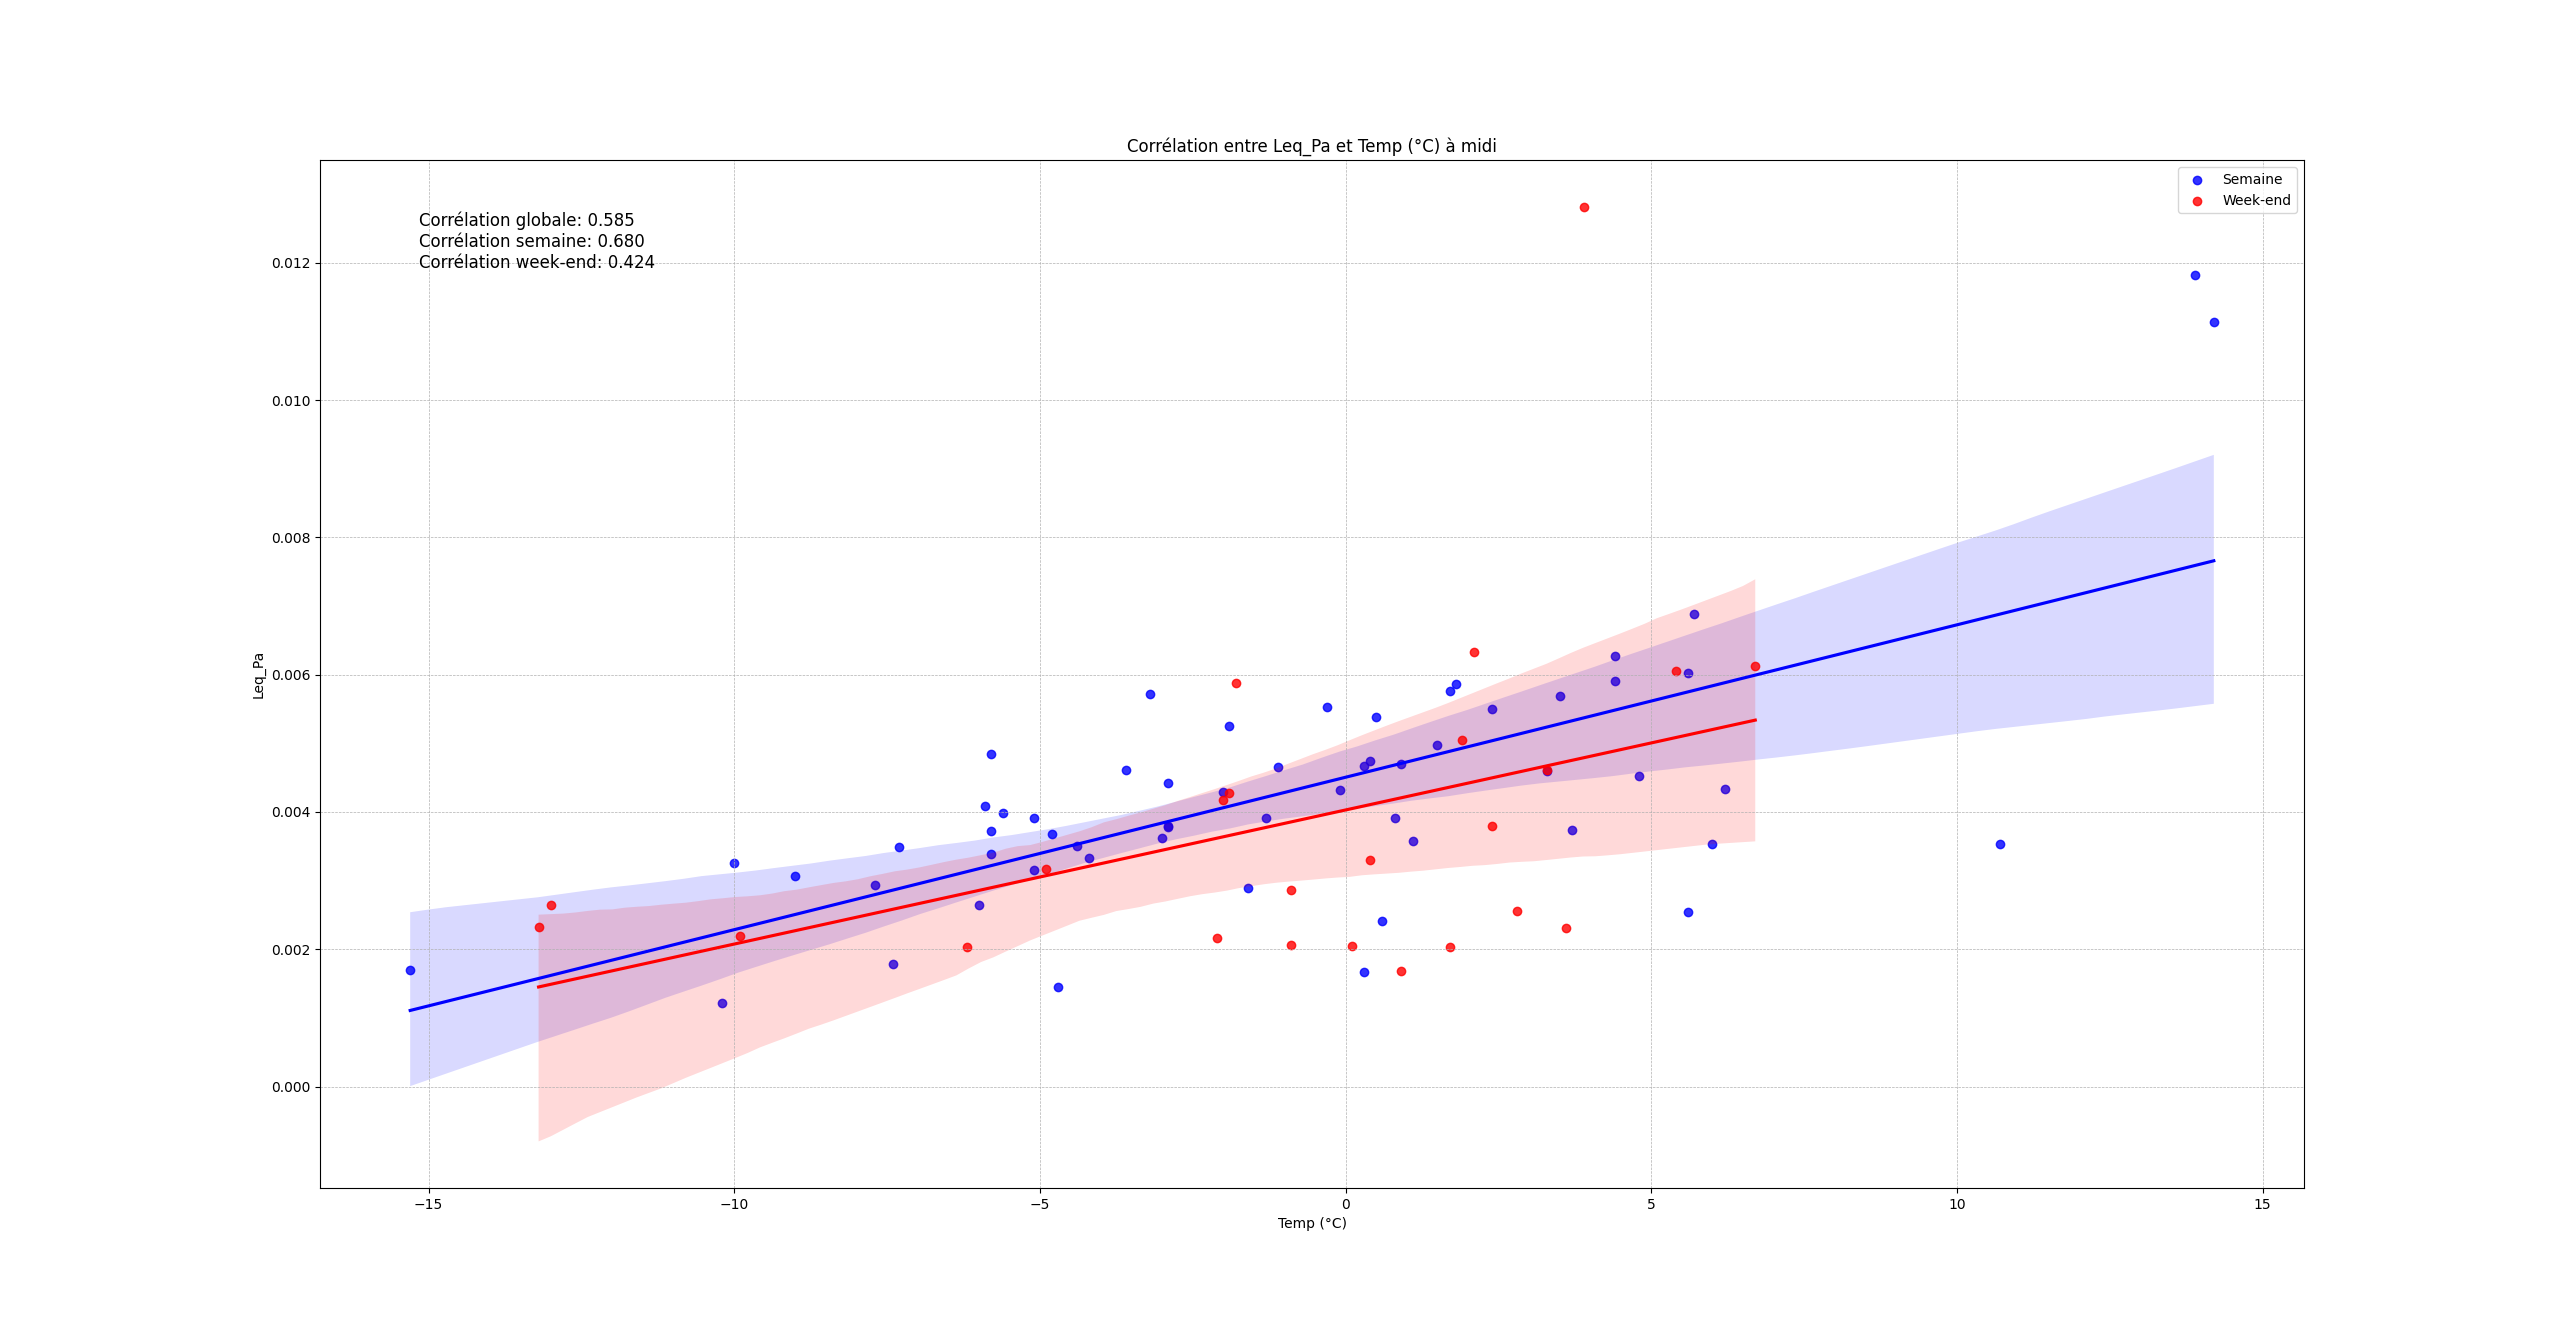 Corrélation entre Leq_Pa et Temp (°C) à midi
Semaine
Week-end
Corrélation globale: 0.585
Corrélation semaine: 0.680
Corrélation week-end: 0.424
0.012
0.010
0.008
0.006
0.004
0.002
0.000
Leq_Pa
−15
−10
−5
0
5
10
15
Temp (°C)